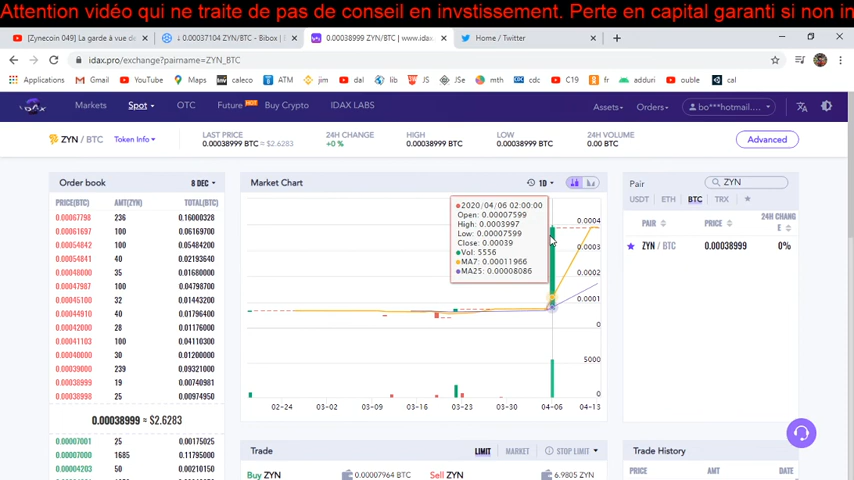 Attention vidéo qui ne traite de pas de conseil en invstissement. Perte en capital garanti si non in
[Zynecoin 049] La garde à vue de
↓ 0.00037104 ZYN/BTC - Bibox |
0.00038999 ZYN/BTC | www.idax.
Home / Twitter
idax.pro/exchange?pairname=ZYN_BTC
Applications Gmail YouTube Maps caleco ATM jim dal lib JS JSe mth cdc C19 fr adduri ouble cal
Markets Spot OTC Future HOT Buy Crypto IDAX LABS Assets Orders bo***hotmail....
ZYN / BTC Token Info
LAST PRICE 24H CHANGE HIGH LOW 24H VOLUME
0.00038999 BTC ≈ $2.6283 +0 % 0.00038999 BTC 0.00038999 BTC 0.00 BTC
Advanced
Order book 8 DEC
PRICE(BTC) AMT(ZYN) TOTAL(BTC)
0.00067798 236 0.16000328
0.00061697 100 0.06169700
0.00054842 100 0.05484200
0.00054841 40 0.02193640
0.00048000 35 0.01680000
0.00047987 100 0.04798700
0.00045100 32 0.01443200
0.00044910 40 0.01796400
0.00042000 28 0.01176000
0.00041103 100 0.04110300
0.00040000 30 0.01200000
0.00039000 239 0.09321000
0.00038999 19 0.00740981
0.00038998 25 0.00974950
0.00038999 ≈ $2.6283
0.00007001 25 0.00175025
0.00007000 1685 0.11795000
0.00004203 50 0.00210150
Market Chart 1D
2020/04/06 02:00:00
Open: 0.00007599
High: 0.0003997
Low: 0.00007599
Close: 0.00039
Vol: 5556
MA7: 0.00011966
MA25: 0.00008086
0.0004
0.0003
0.0002
0.0001
0
5000
0
02-24 03-02 03-09 03-16 03-23 03-30 04-06 04-13
Pair ZYN
USDT ETH BTC TRX
PAIR PRICE 24H CHANG
E
ZYN / BTC 0.00038999 0%
Trade LIMIT MARKET STOP LIMIT
Buy ZYN 0.00007964 BTC Sell ZYN 6.9805 ZYN
Trade History
PRICE AMT DATE